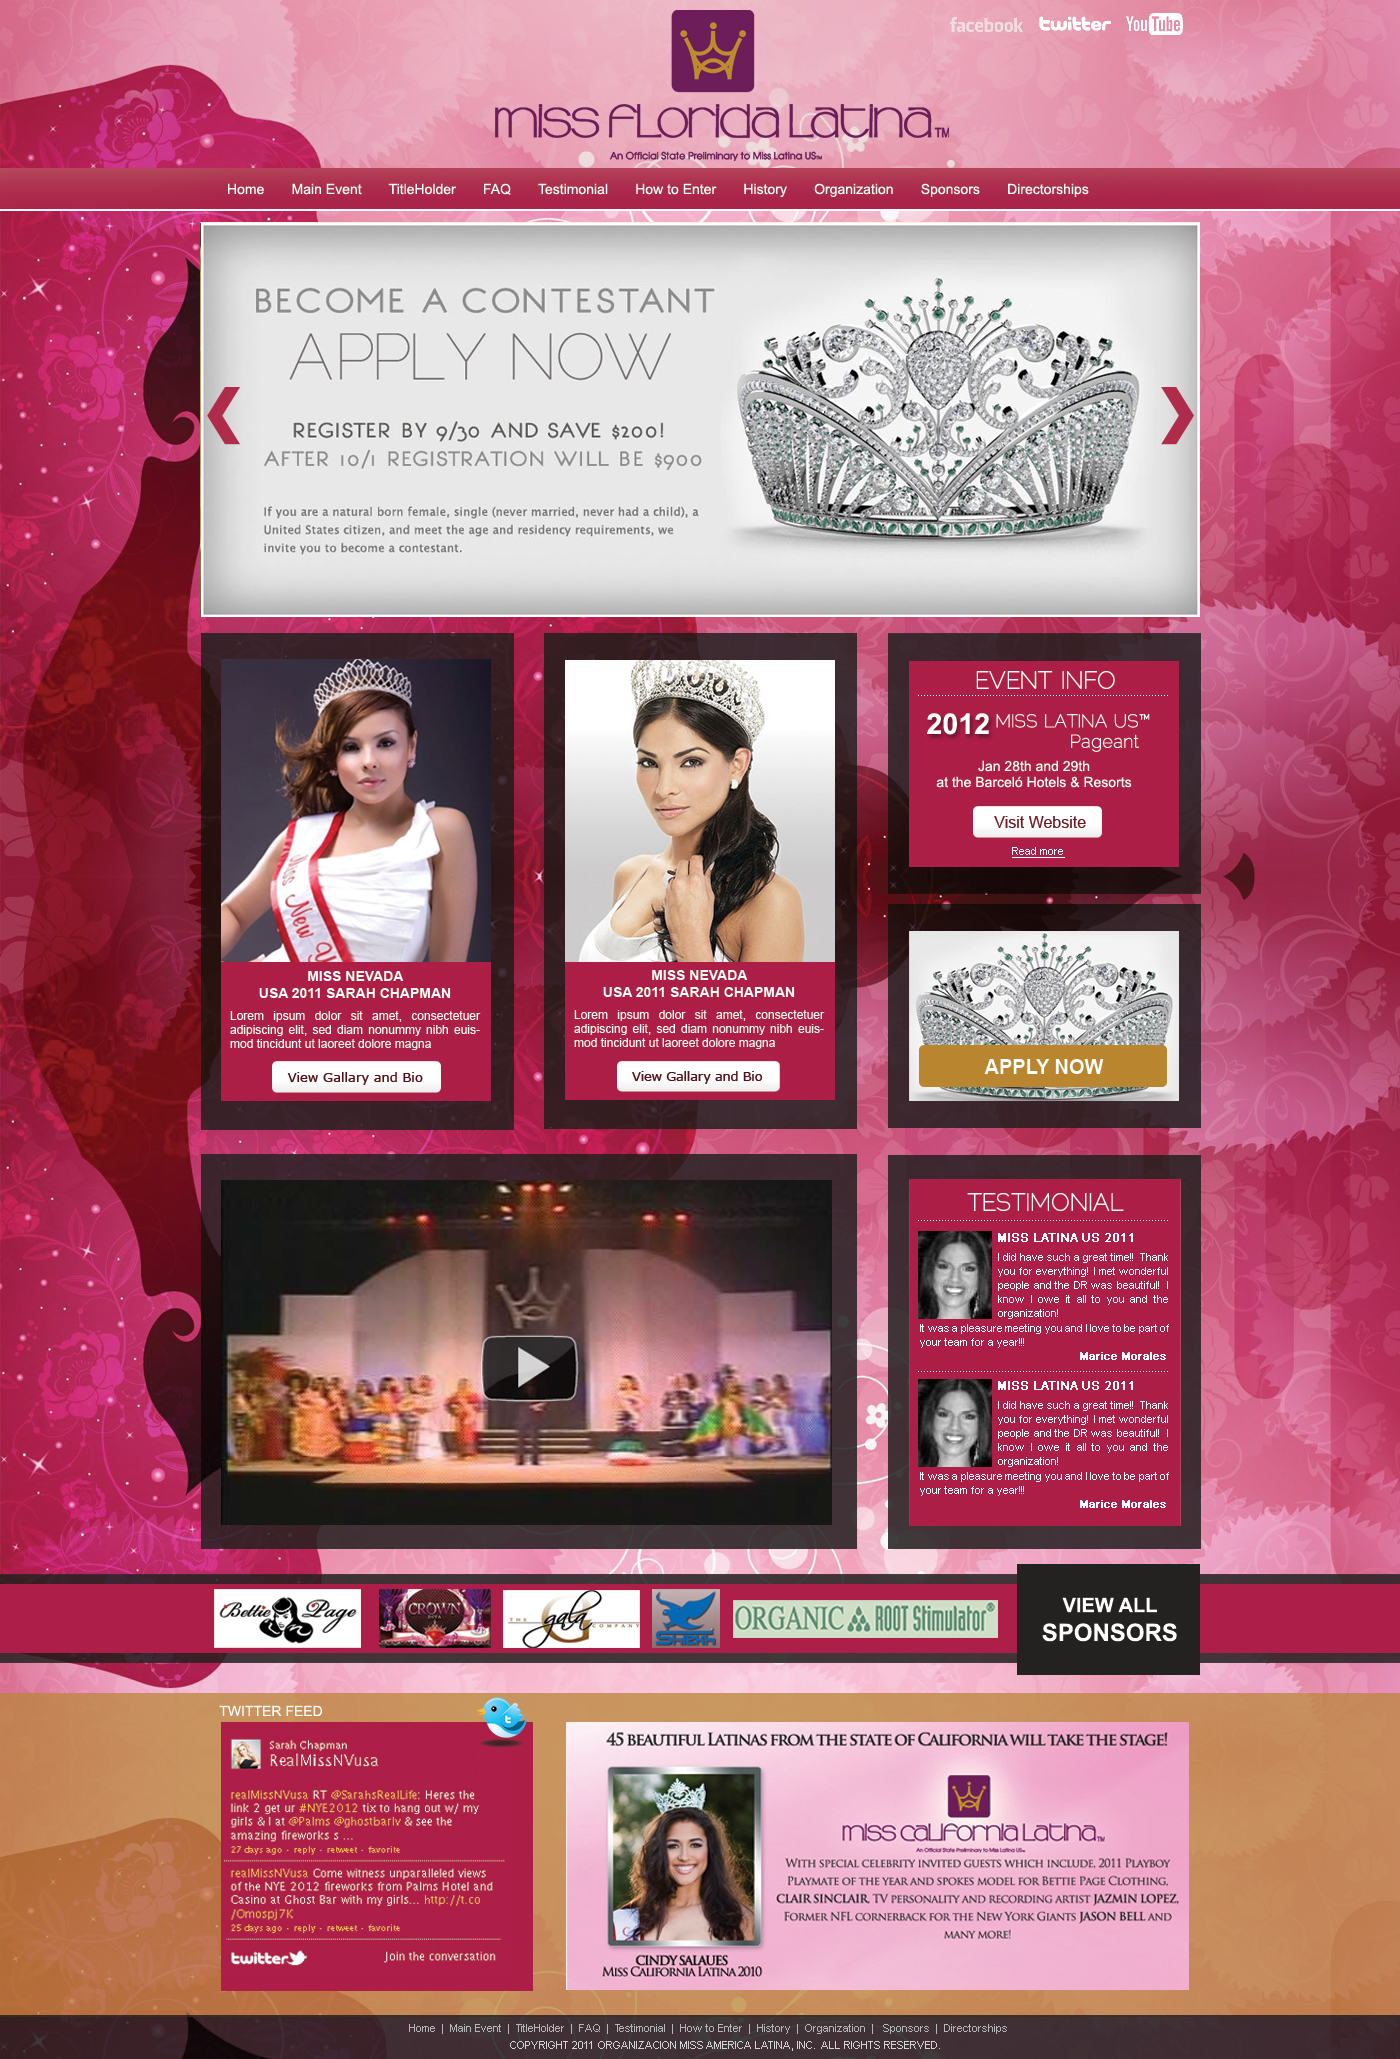 facebook twitter YouTube
miss FLorida Latina TM
An Official State Preliminary to Miss Latina US TM
Home Main Event TitleHolder FAQ Testimonial How to Enter History Organization Sponsors Directorships
BECOME A CONTESTANT
APPLY NOW
REGISTER BY 9/30 AND SAVE $200!
AFTER 10/1 REGISTRATION WILL BE $900
If you are a natural born female, single (never married, never had a child), a
United States citizen, and meet the age and residency requirements, we
invite you to become a contestant.
Miss New
MISS NEVADA
USA 2011 SARAH CHAPMAN
Lorem ipsum dolor sit amet, consectetuer
adipiscing elit, sed diam nonummy nibh euis-
mod tincidunt ut laoreet dolore magna
View Gallary and Bio
MISS NEVADA
USA 2011 SARAH CHAPMAN
Lorem ipsum dolor sit amet, consectetuer
adipiscing elit, sed diam nonummy nibh euis-
mod tincidunt ut laoreet dolore magna
View Gallary and Bio
EVENT INFO
2012 MISS LATINA US™
Pageant
Jan 28th and 29th
at the Barceló Hotels & Resorts
Visit Website
Read more
APPLY NOW
TESTIMONIAL
MISS LATINA US 2011
I did have such a great time!! Thank
you for everything! I met wonderful
people and the DR was beautiful! I
know I owe it all to you and the
organization!
It was a pleasure meeting you and I love to be part of
your team for a year!!!
Marice Morales
MISS LATINA US 2011
I did have such a great time!! Thank
you for everything! I met wonderful
people and the DR was beautiful! I
know I owe it all to you and the
organization!
It was a pleasure meeting you and I love to be part of
your team for a year!!!
Marice Morales
Bettie Page
CROWN
THE gala COMPANY
SHEKH
ORGANIC ROOT Stimulator®
VIEW ALL
SPONSORS
TWITTER FEED
Sarah Chapman
RealMissNVusa
realMissNVusa RT @SarahsRealLife: Heres the
link 2 get ur #NYE2012 tix to hang out w/ my
girls & I at @Palms @ghostbarlv & see the
amazing fireworks s ...
27 days ago · reply · retweet · favorite
realMissNVusa Come witness unparalleled views
of the NYE 2012 fireworks from Palms Hotel and
Casino at Ghost Bar with my girls... http://t.co
/Omospj7K
25 days ago · reply · retweet · favorite
twitter
Join the conversation
45 BEAUTIFUL LATINAS FROM THE STATE OF CALIFORNIA WILL TAKE THE STAGE!
miss caLiFornia Latina TM
An Official State Preliminary to Miss Latina US TM
WITH SPECIAL CELEBRITY INVITED GUESTS WHICH INCLUDE, 2011 PLAYBOY
PLAYMATE OF THE YEAR AND SPOKES MODEL FOR BETTIE PAGE CLOTHING,
CLAIR SINCLAIR, TV PERSONALITY AND RECORDING ARTIST JAZMIN LOPEZ,
FORMER NFL CORNERBACK FOR THE NEW YORK GIANTS JASON BELL AND
MANY MORE!
CINDY SALAUES
MISS CALIFORNIA LATINA 2010
Home | Main Event | TitleHolder | FAQ | Testimonial | How to Enter | History | Organization | Sponsors | Directorships
COPYRIGHT 2011 ORGANIZACION MISS AMERICA LATINA, INC. ALL RIGHTS RESERVED.